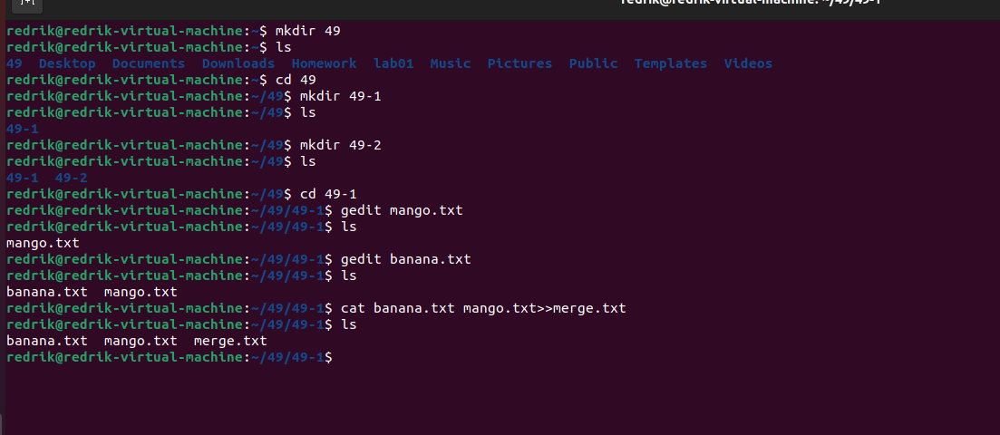 redrik@redrik-virtual-machine: ~/49/49-1
redrik@redrik-virtual-machine:~$ mkdir 49
redrik@redrik-virtual-machine:~$ ls
49  Desktop  Documents  Downloads  Homework  lab01  Music  Pictures  Public  Templates  Videos
redrik@redrik-virtual-machine:~$ cd 49
redrik@redrik-virtual-machine:~/49$ mkdir 49-1
redrik@redrik-virtual-machine:~/49$ ls
49-1
redrik@redrik-virtual-machine:~/49$ mkdir 49-2
redrik@redrik-virtual-machine:~/49$ ls
49-1  49-2
redrik@redrik-virtual-machine:~/49$ cd 49-1
redrik@redrik-virtual-machine:~/49/49-1$ gedit mango.txt
redrik@redrik-virtual-machine:~/49/49-1$ ls
mango.txt
redrik@redrik-virtual-machine:~/49/49-1$ gedit banana.txt
redrik@redrik-virtual-machine:~/49/49-1$ ls
banana.txt  mango.txt
redrik@redrik-virtual-machine:~/49/49-1$ cat banana.txt mango.txt>>merge.txt
redrik@redrik-virtual-machine:~/49/49-1$ ls
banana.txt  mango.txt  merge.txt
redrik@redrik-virtual-machine:~/49/49-1$